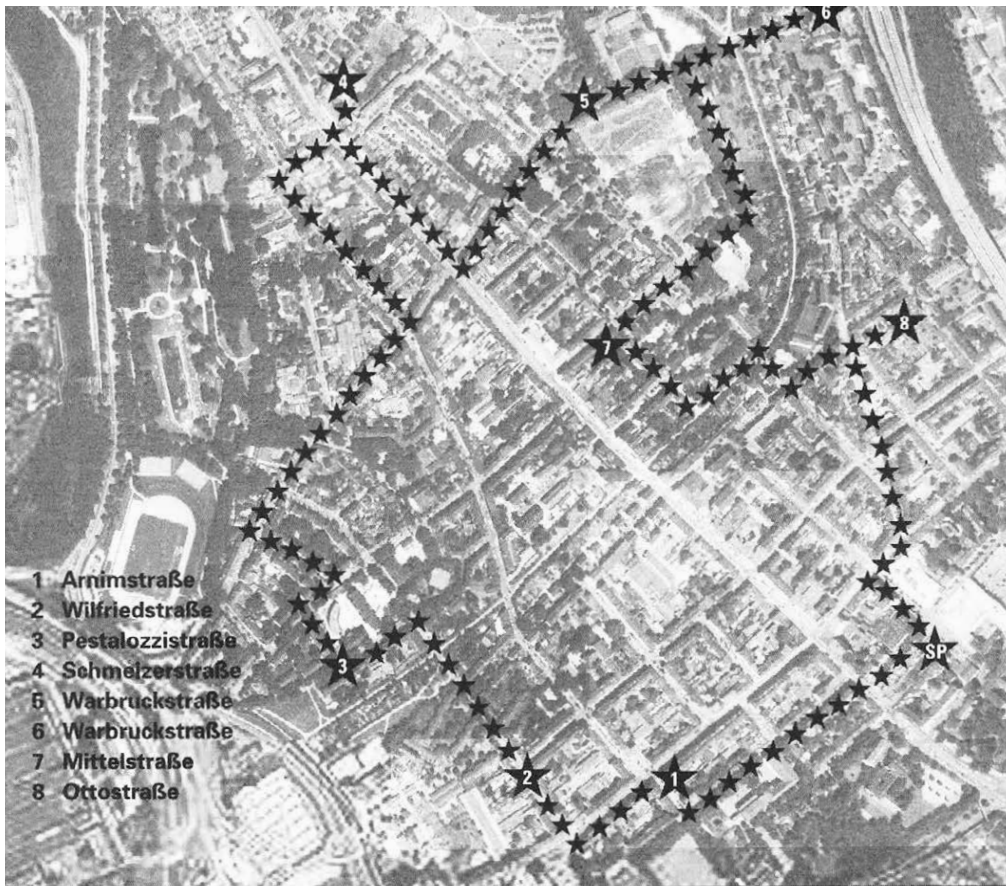 6
4
5
7
8
1 Arnimstraße
2 Wilfriedstraße
3 Pestalozzistraße
4 Schmelzerstraße
5 Warbruckstraße
6 Warbruckstraße
7 Mittelstraße
8 Ottostraße
SP
3
2
1